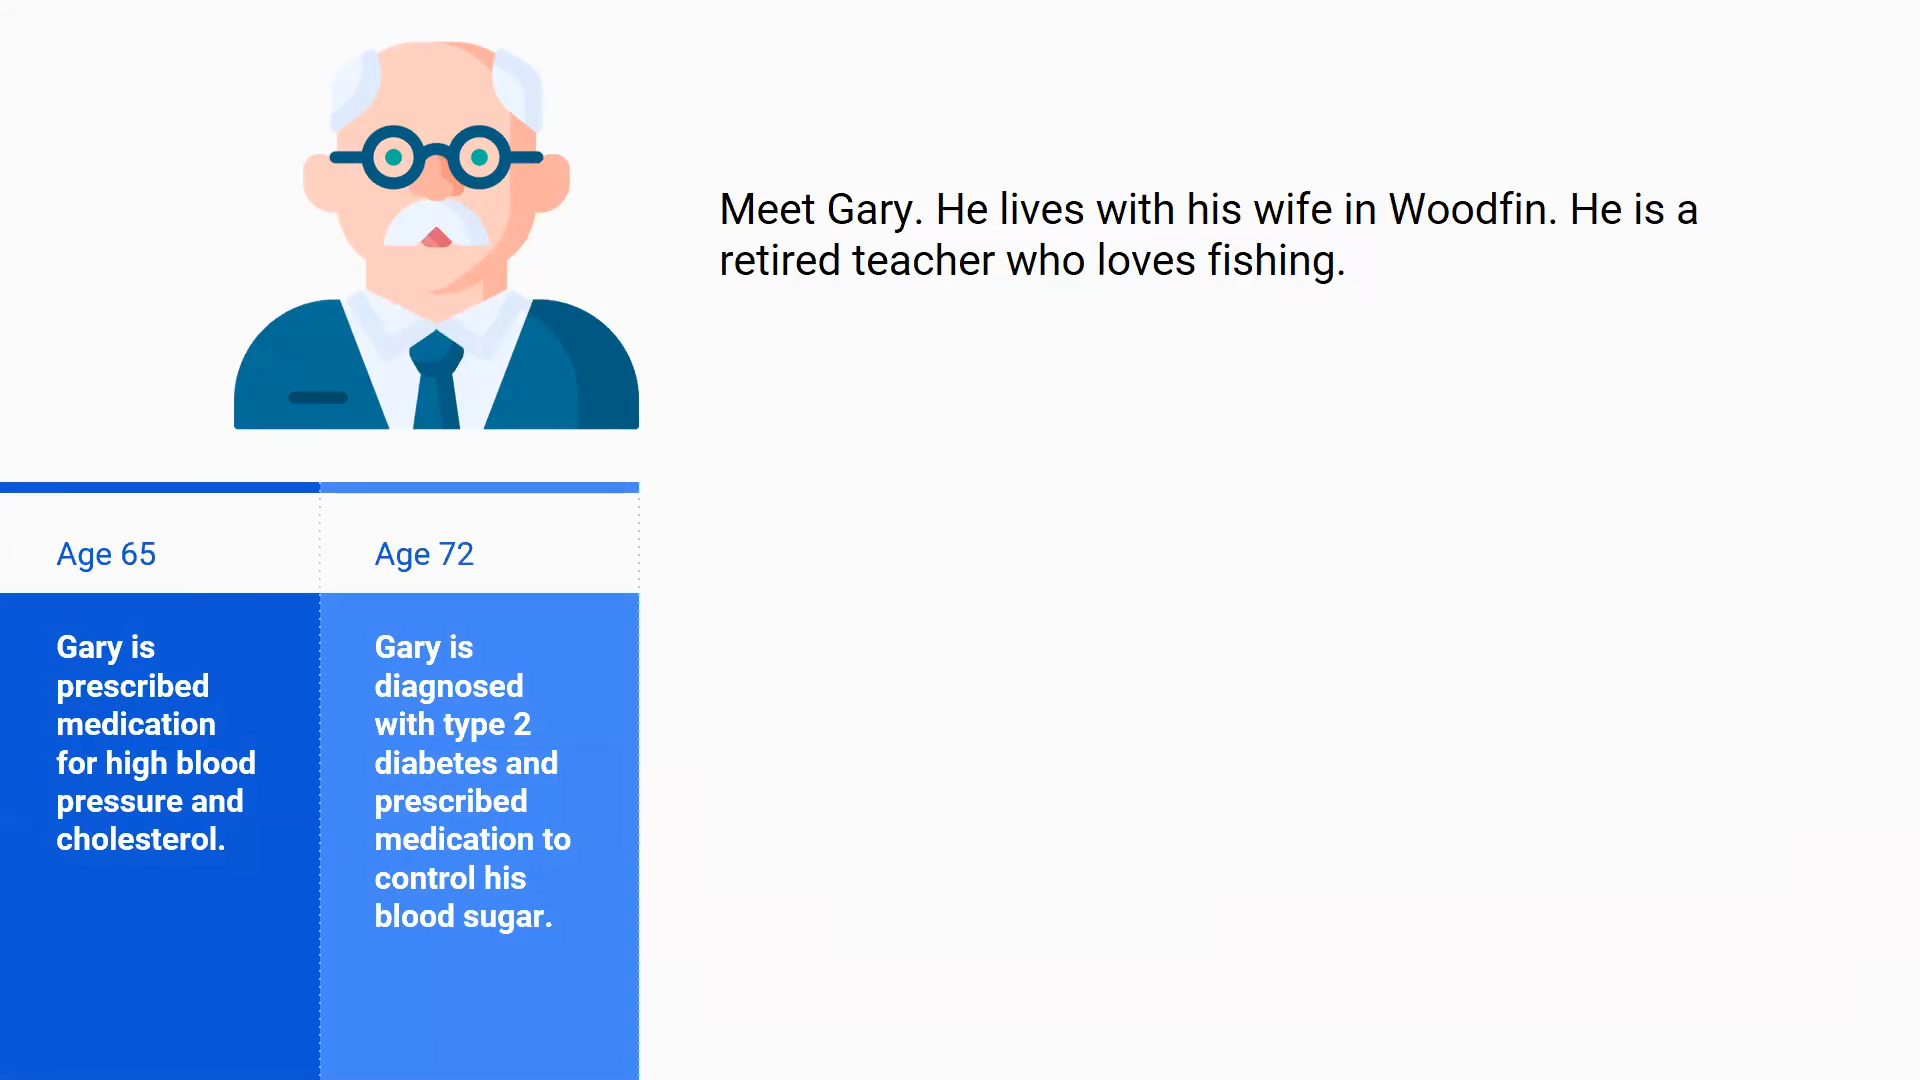 Meet Gary. He lives with his wife in Woodfin. He is a
retired teacher who loves fishing.
Age 65
Gary is
prescribed
medication
for high blood
pressure and
cholesterol.
Age 72
Gary is
diagnosed
with type 2
diabetes and
prescribed
medication to
control his
blood sugar.